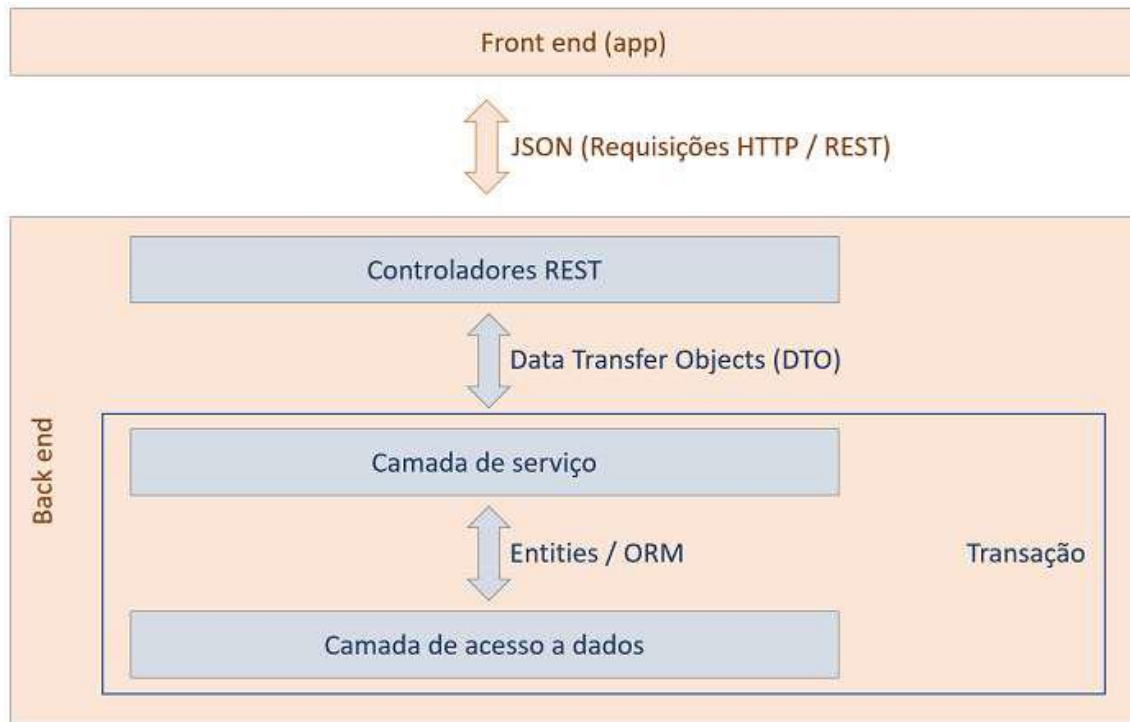 Front end (app)
JSON (Requisições HTTP / REST)
Controladores REST
Data Transfer Objects (DTO)
Back end
Camada de serviço
Entities / ORM
Transação
Camada de acesso a dados